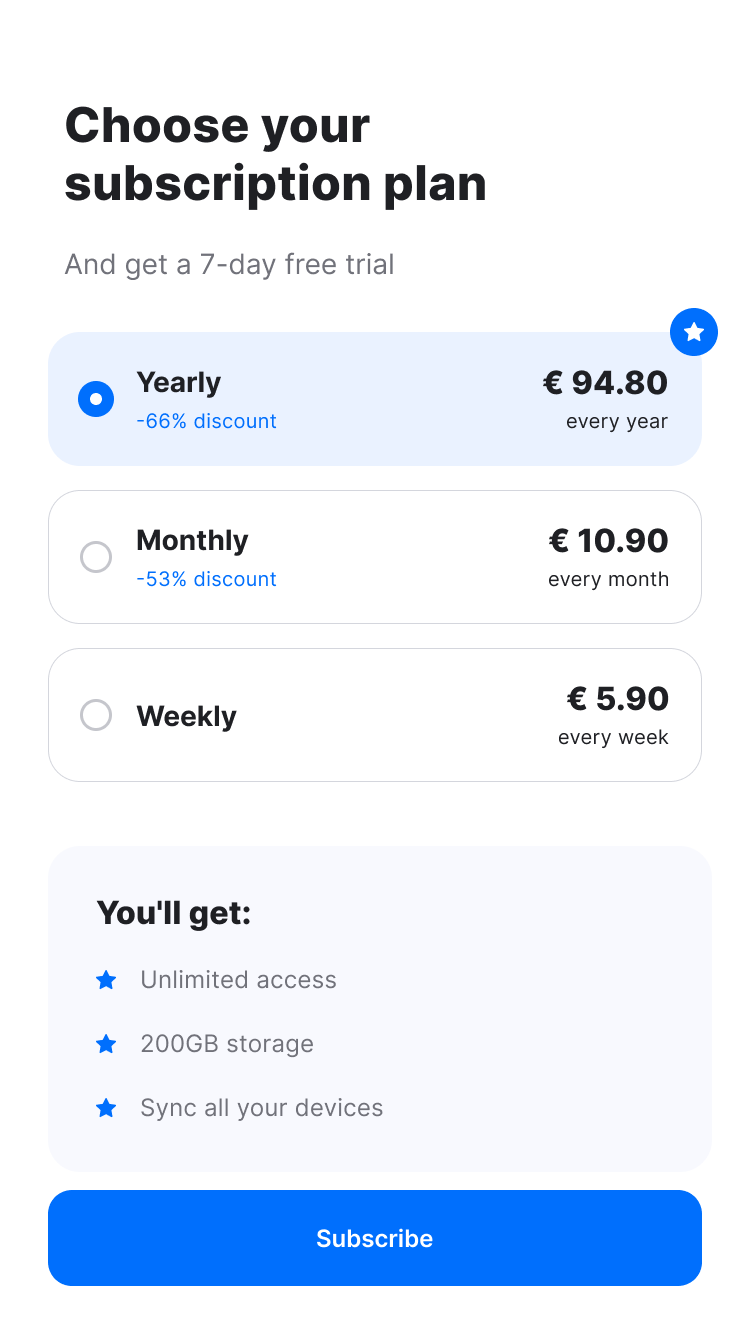 Choose your
subscription plan
And get a 7-day free trial
Yearly
€ 94.80
-66% discount
every year
Monthly
€ 10.90
-53% discount
every month
Weekly
€ 5.90
every week
You'll get:
Unlimited access
200GB storage
Sync all your devices
Subscribe